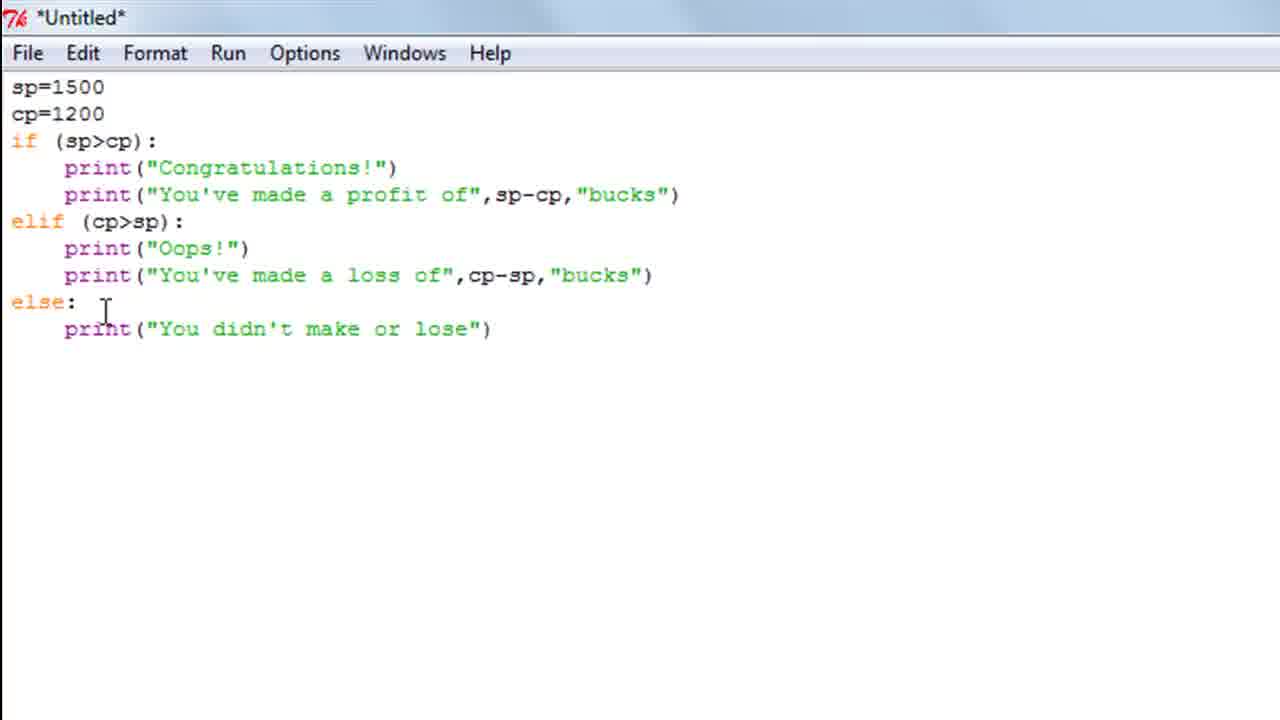 *Untitled*
File Edit Format Run Options Windows Help
sp=1500
cp=1200
if (sp>cp):
    print("Congratulations!")
    print("You've made a profit of",sp-cp,"bucks")
elif (cp>sp):
    print("Oops!")
    print("You've made a loss of",cp-sp,"bucks")
else:
    print("You didn't make or lose")